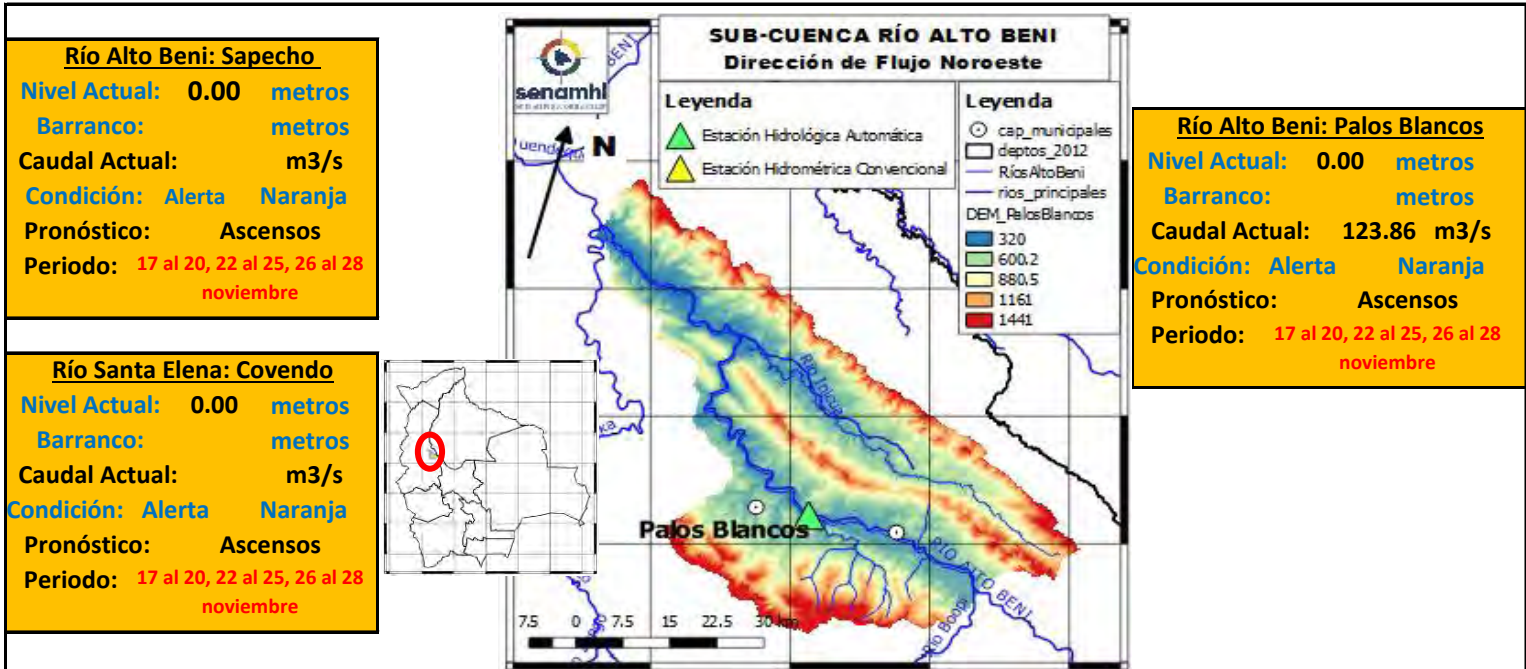 Río Alto Beni: Sapecho
Nivel Actual: 0.00 metros
Barranco: metros
Caudal Actual: m3/s
Condición: Alerta Naranja
Pronóstico: Ascensos
Periodo: 17 al 20, 22 al 25, 26 al 28
noviembre
Río Santa Elena: Covendo
Nivel Actual: 0.00 metros
Barranco: metros
Caudal Actual: m3/s
Condición: Alerta Naranja
Pronóstico: Ascensos
Periodo: 17 al 20, 22 al 25, 26 al 28
noviembre
senamhi
BENI
SUB-CUENCA RÍO ALTO BENI
Dirección de Flujo Noroeste
Leyenda
Estación Hidrológica Automática
Estación Hidrométrica Convencional
Leyenda
cap_municipales
deptos_2012
RíosAltoBeni
rios_principales
DEM_PalosBlancos
320
600.2
880.5
1161
1441
N
uendeque
Río Inicua
ka
Palos Blancos
RÍO ALTO BENI
Río Boopi
7.5 0 7.5 15 22.5 30 km
Río Alto Beni: Palos Blancos
Nivel Actual: 0.00 metros
Barranco: metros
Caudal Actual: 123.86 m3/s
Condición: Alerta Naranja
Pronóstico: Ascensos
Periodo: 17 al 20, 22 al 25, 26 al 28
noviembre